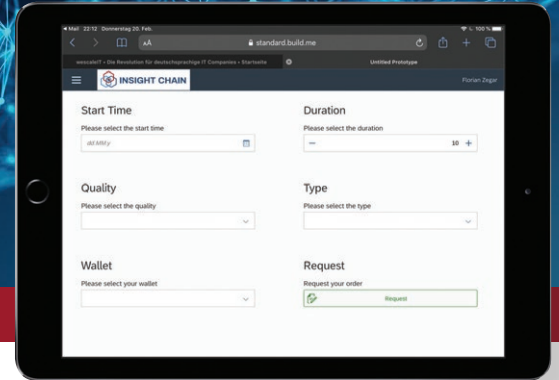 Mail 22:12 Donnerstag 20. Feb. 100 %
AA standard.build.me
wescaleIT • Die Revolution für deutschsprachige IT Companies • Startseite Untitled Prototype
INSIGHT CHAIN Florian Zegar
Start Time Duration
Please select the start time Please select the duration
dd.MM.y − 10 +
Quality Type
Please select the quality Please select the type
Wallet Request
Please select your wallet Request your order
Request